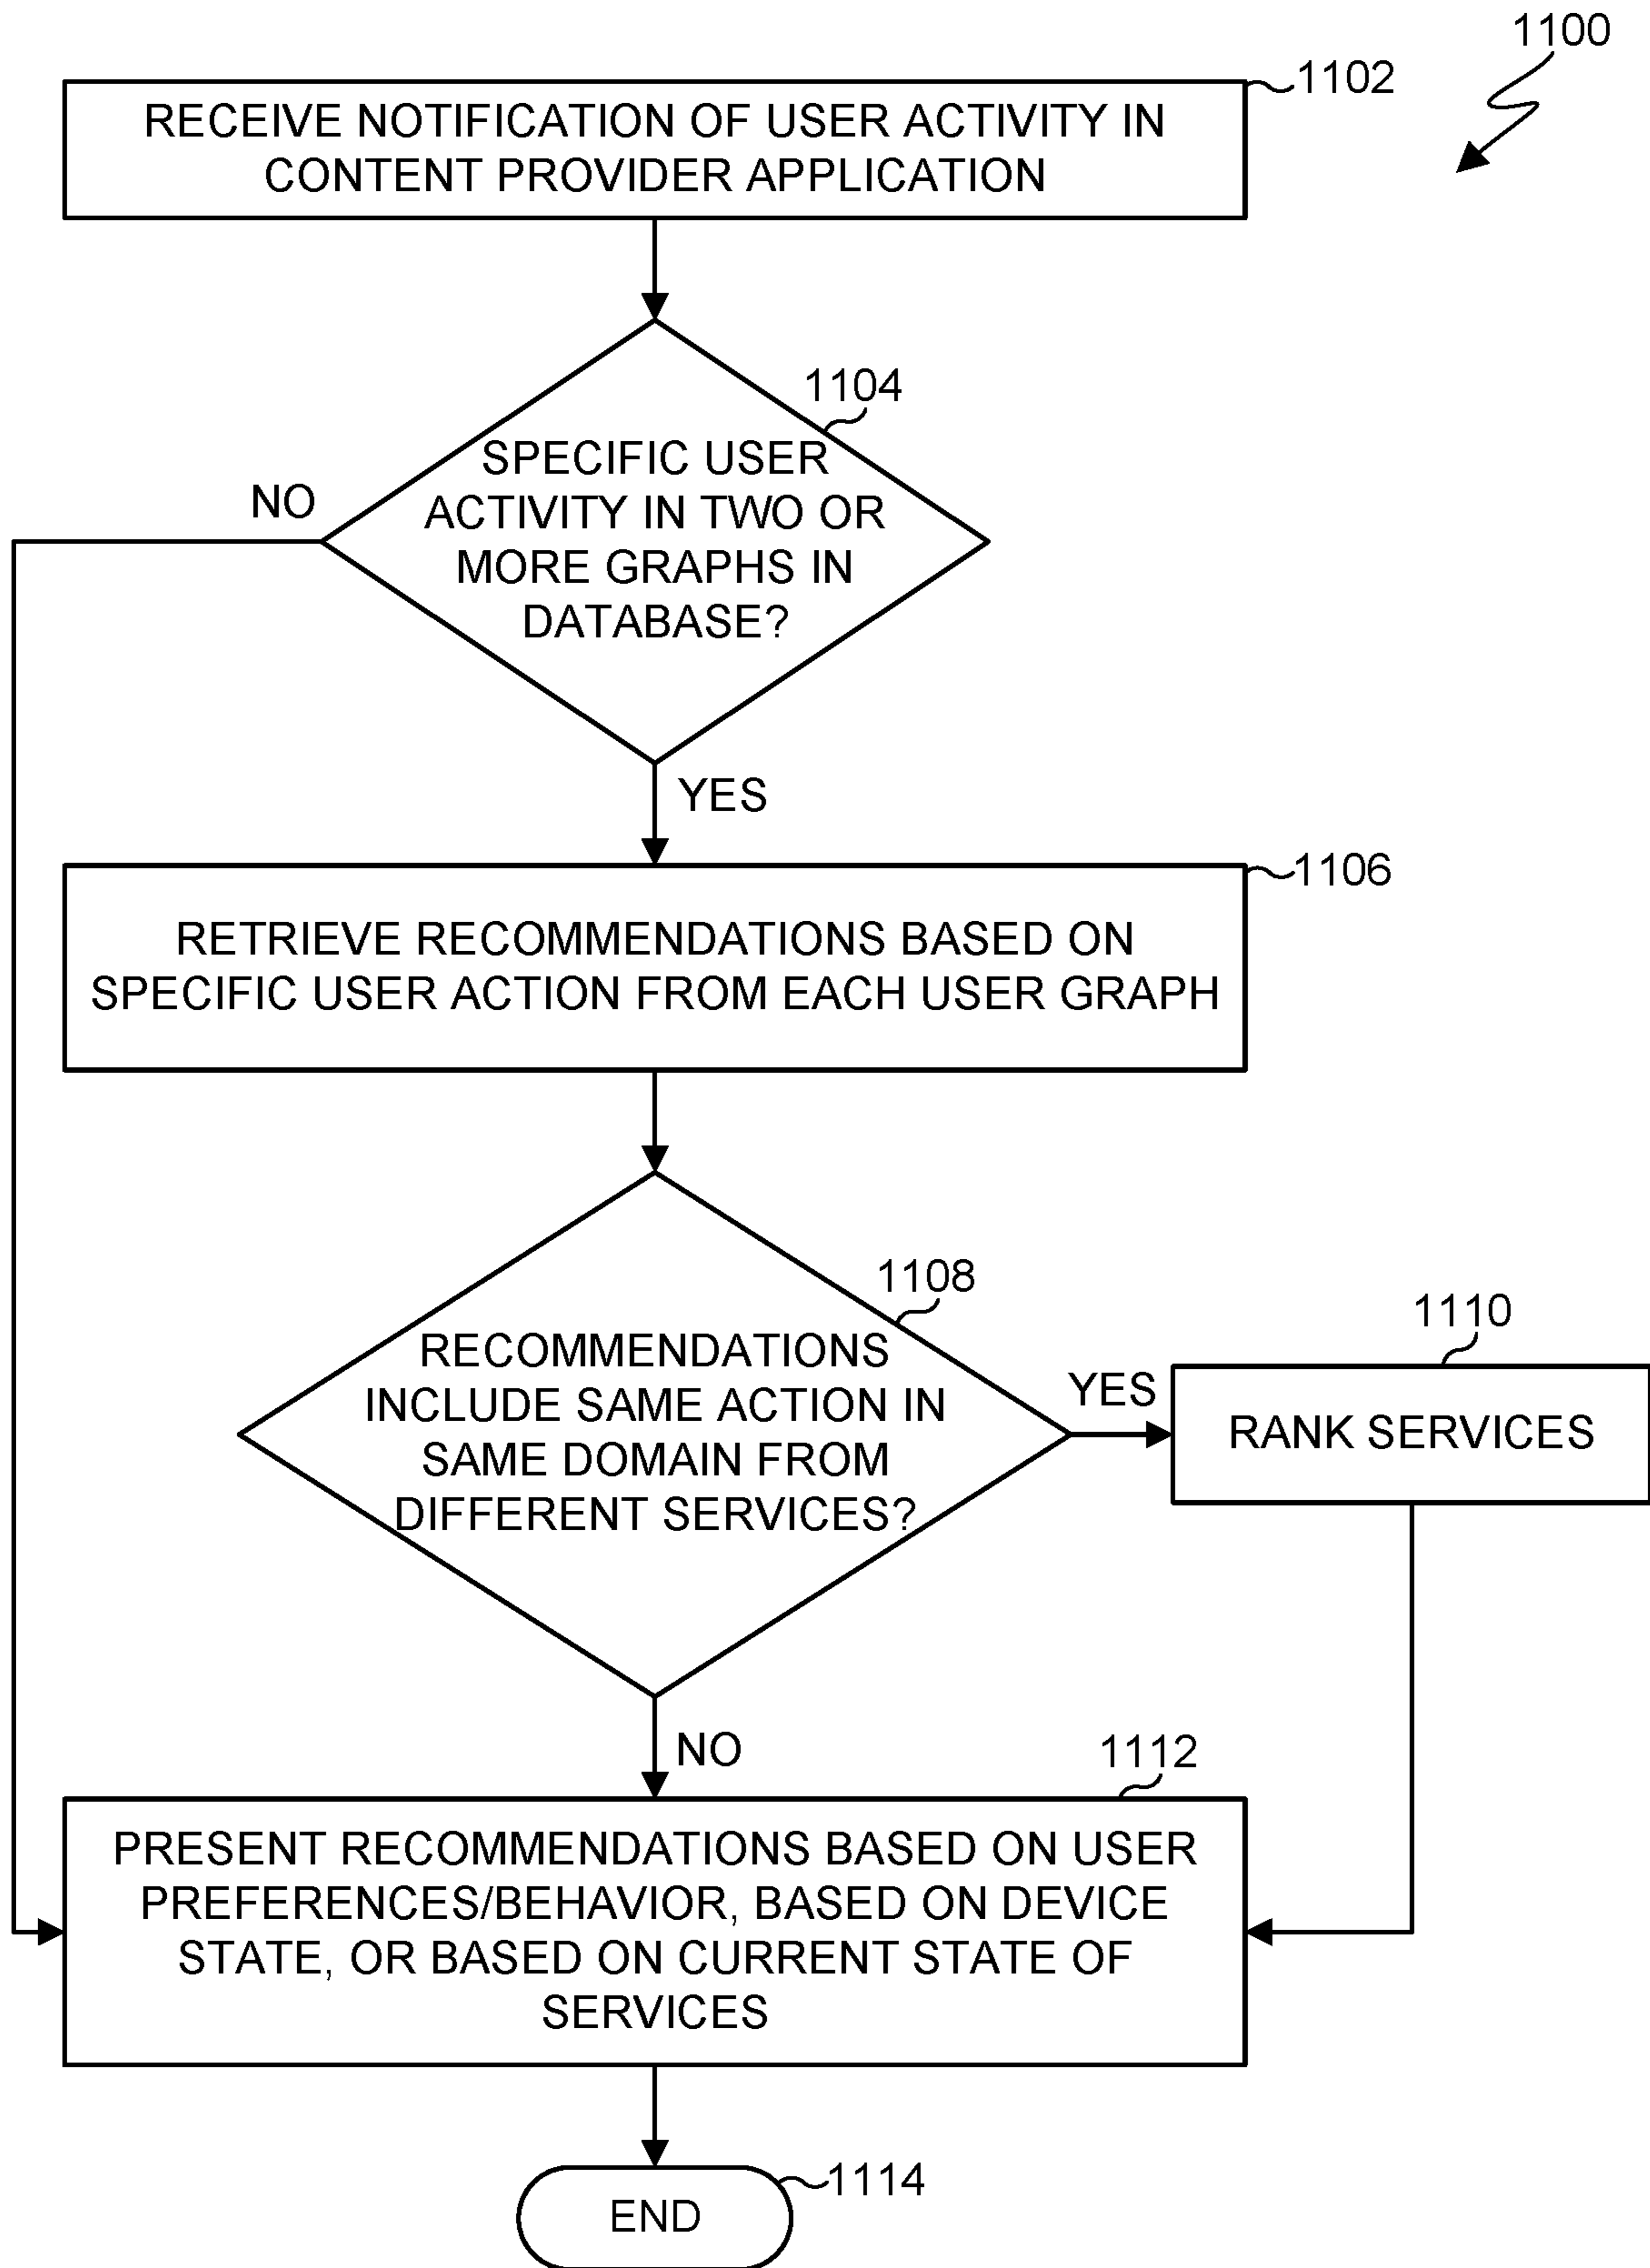 1100
1102
RECEIVE NOTIFICATION OF USER ACTIVITY IN
CONTENT PROVIDER APPLICATION
1104
SPECIFIC USER
ACTIVITY IN TWO OR
MORE GRAPHS IN
DATABASE?
NO
YES
1106
RETRIEVE RECOMMENDATIONS BASED ON
SPECIFIC USER ACTION FROM EACH USER GRAPH
1108
RECOMMENDATIONS
INCLUDE SAME ACTION IN
SAME DOMAIN FROM
DIFFERENT SERVICES?
YES
1110
RANK SERVICES
NO
1112
PRESENT RECOMMENDATIONS BASED ON USER
PREFERENCES/BEHAVIOR, BASED ON DEVICE
STATE, OR BASED ON CURRENT STATE OF
SERVICES
1114
END